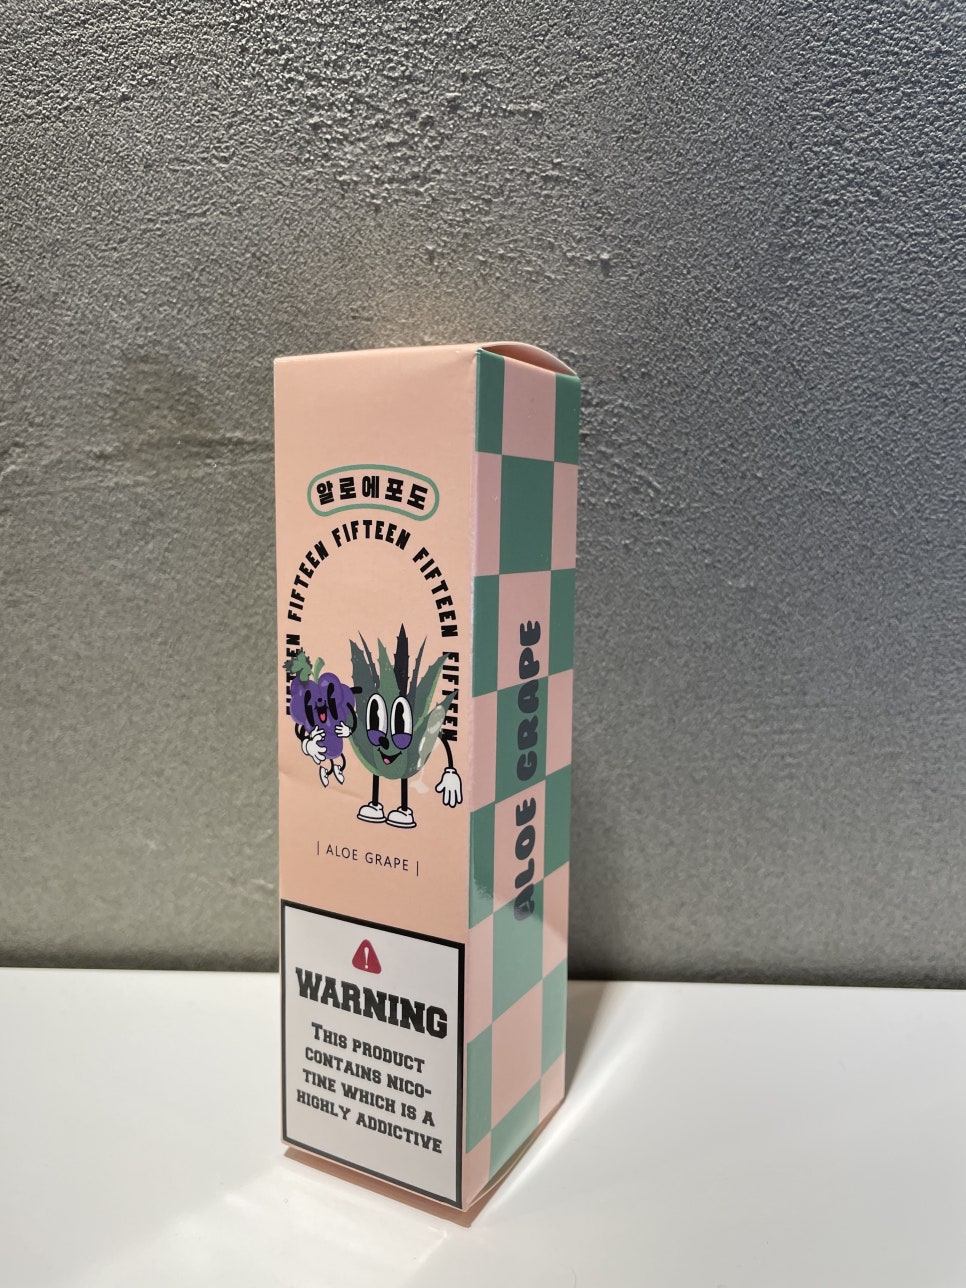 알로에포도
FIFTEEN FIFTEEN FIFTEEN FIFTEEN FIFTEEN
| ALOE GRAPE |
WARNING
THIS PRODUCT
CONTAINS NICO-
TINE WHICH IS A
HIGHLY ADDICTIVE
ALOE GRAPE